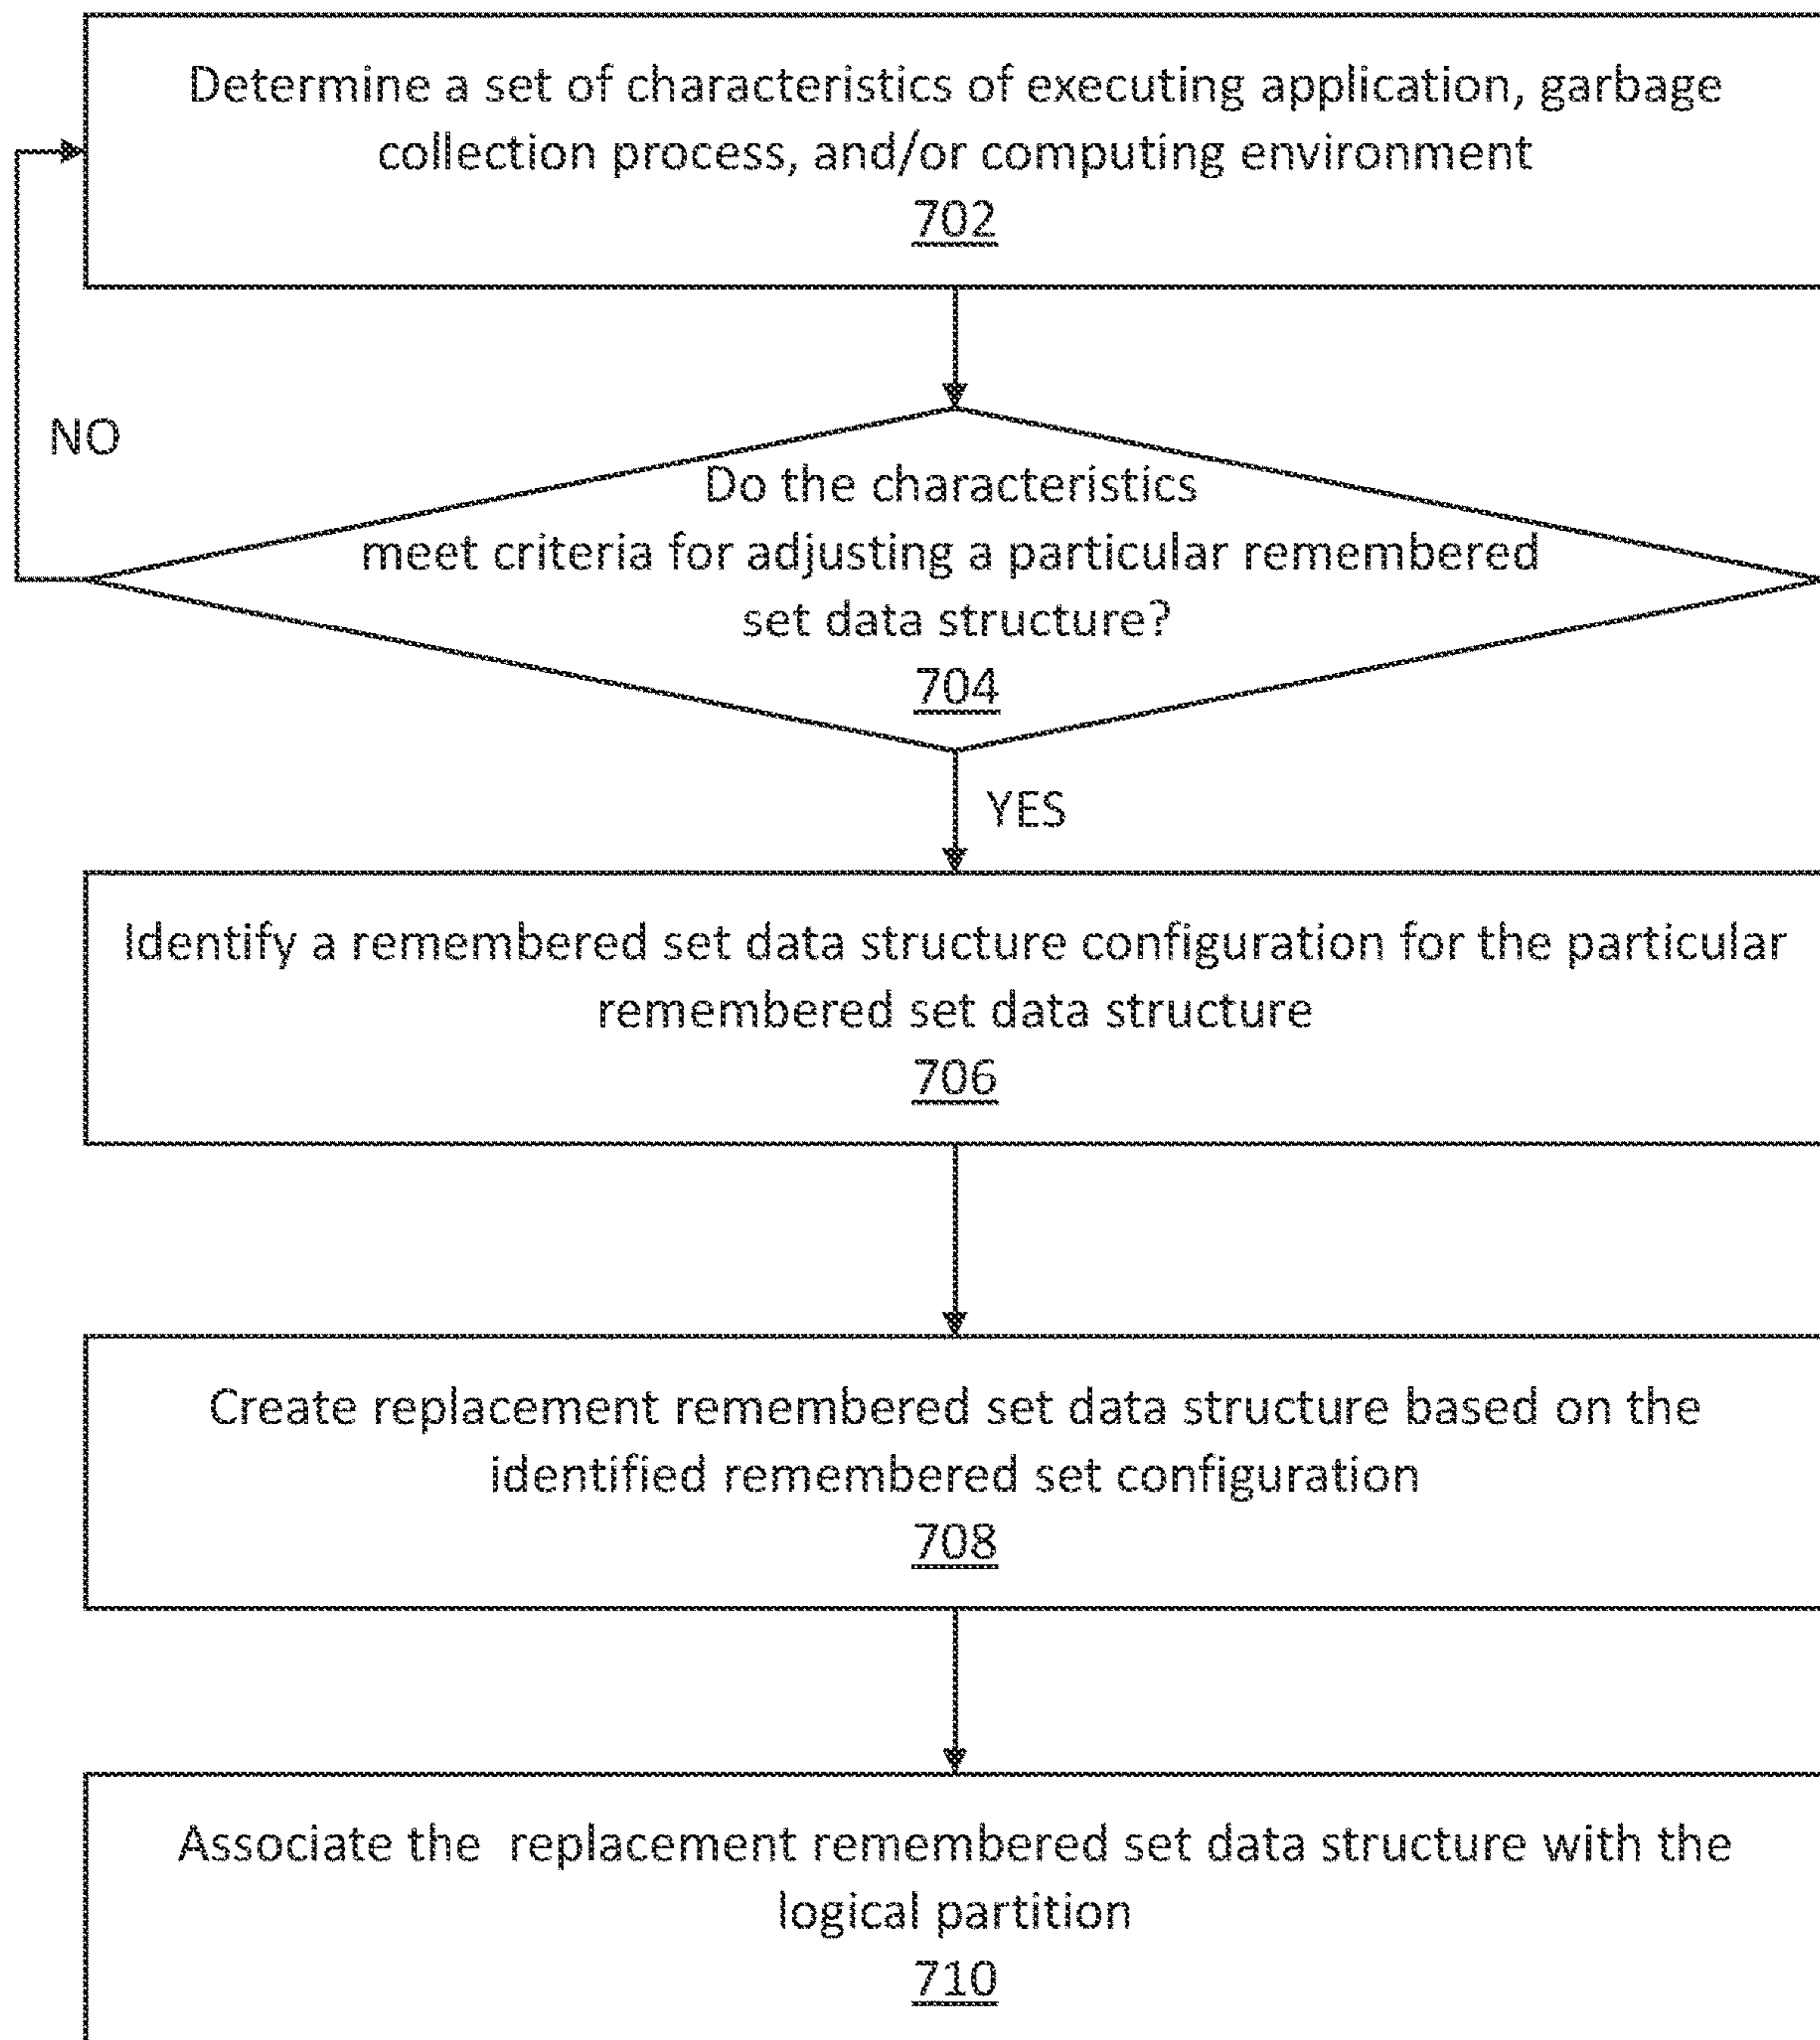 Determine a set of characteristics of executing application, garbage
collection process, and/or computing environment
702
NO
Do the characteristics
meet criteria for adjusting a particular remembered
set data structure?
704
YES
Identify a remembered set data structure configuration for the particular
remembered set data structure
706
Create replacement remembered set data structure based on the
identified remembered set configuration
708
Associate the replacement remembered set data structure with the
logical partition
710